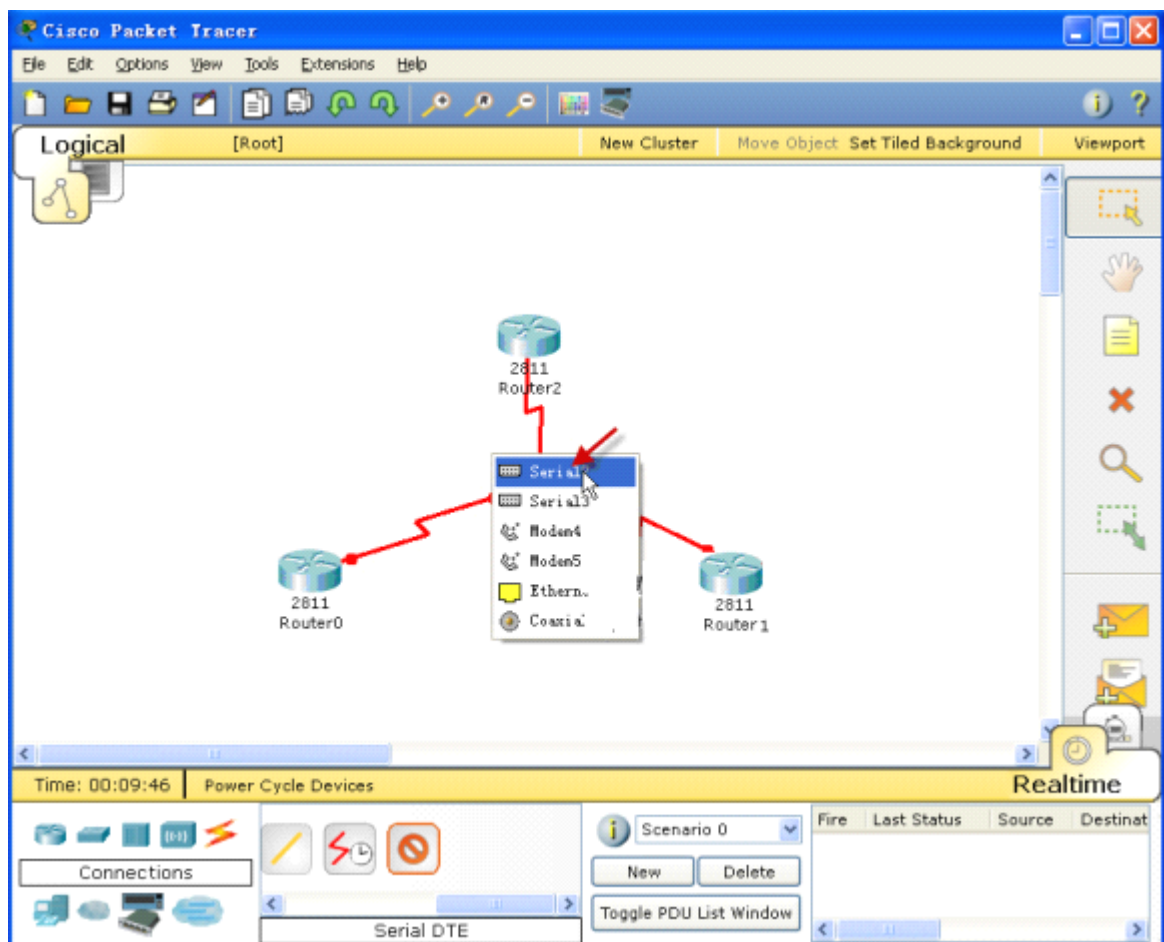 Cisco Packet Tracer
File Edit Options View Tools Extensions Help
Logical [Root] New Cluster Move Object Set Tiled Background Viewport
2811
Router2
Serial3
Modem4
Modem5
Ethern..
2811
Router0
2811
Router1
Time: 00:09:46 Power Cycle Devices Realtime
Connections
Serial DTE
Scenario 0
New Delete
Toggle PDU List Window
Fire Last Status Source Destinat